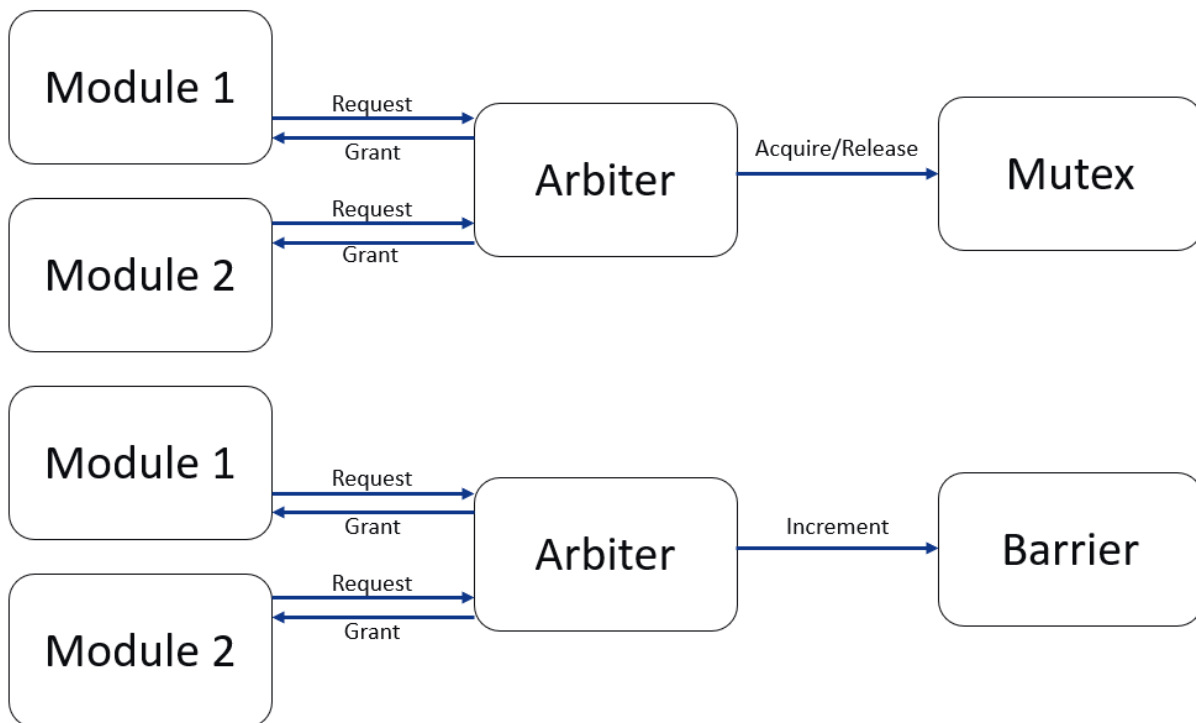 Module 1
Request
Grant
Arbiter
Acquire/Release
Mutex
Module 2
Request
Grant
Module 1
Request
Grant
Arbiter
Increment
Barrier
Module 2
Request
Grant